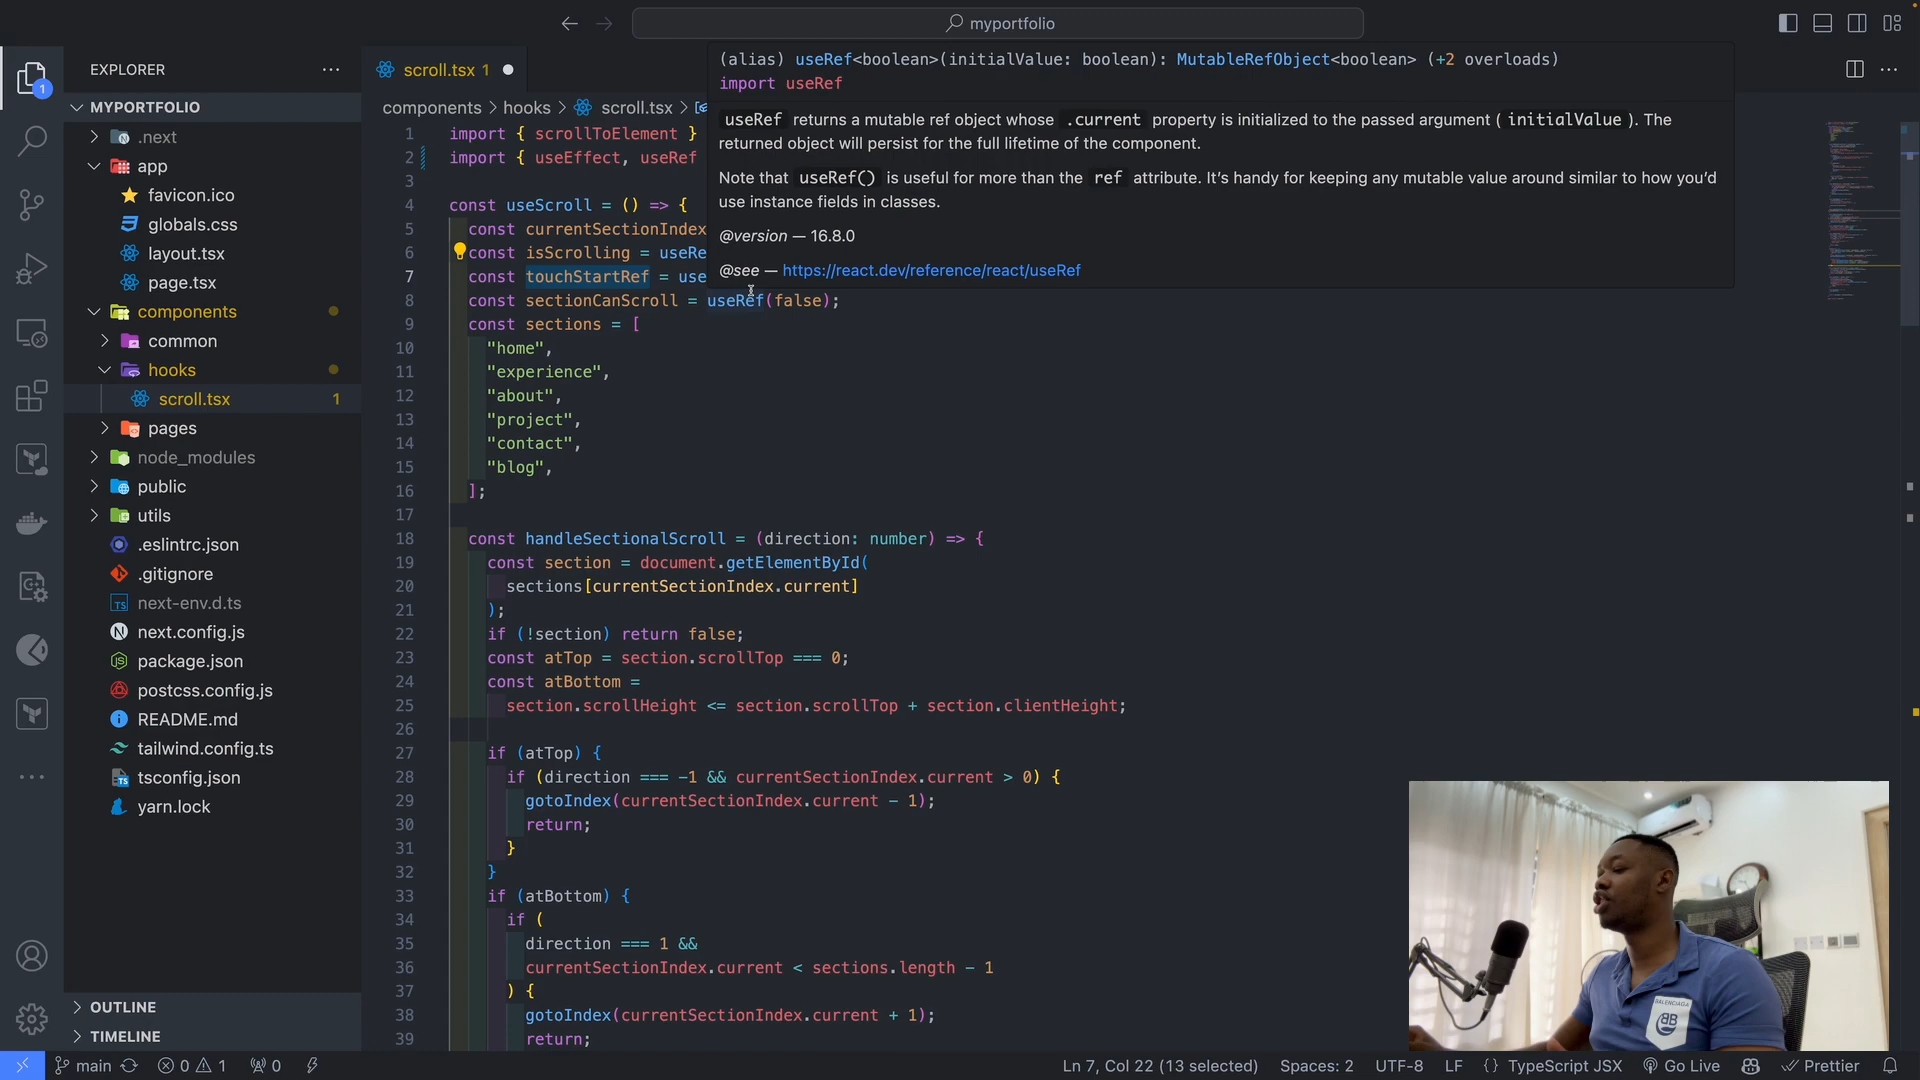 myportfolio
EXPLORER
MYPORTFOLIO
.next
app
favicon.ico
globals.css
layout.tsx
page.tsx
components
common
hooks
scroll.tsx 1
pages
node_modules
public
utils
.eslintrc.json
.gitignore
next-env.d.ts
next.config.js
package.json
postcss.config.js
README.md
tailwind.config.ts
tsconfig.json
yarn.lock
OUTLINE
TIMELINE
1
scroll.tsx 1
components > hooks > scroll.tsx >
(alias) useRef<boolean>(initialValue: boolean): MutableRefObject<boolean> (+2 overloads)
import useRef
useRef returns a mutable ref object whose .current property is initialized to the passed argument ( initialValue ). The
returned object will persist for the full lifetime of the component.
Note that useRef() is useful for more than the ref attribute. It's handy for keeping any mutable value around similar to how you'd
use instance fields in classes.
@version — 16.8.0
@see — https://react.dev/reference/react/useRef
1 import { scrollToElement }
2 import { useEffect, useRef
3
4 const useScroll = () => {
5 const currentSectionIndex
6 const isScrolling = useRe
7 const touchStartRef = use
8 const sectionCanScroll = useRef(false);
9 const sections = [
10 "home",
11 "experience",
12 "about",
13 "project",
14 "contact",
15 "blog",
16 ];
17
18 const handleSectionalScroll = (direction: number) => {
19 const section = document.getElementById(
20 sections[currentSectionIndex.current]
21 );
22 if (!section) return false;
23 const atTop = section.scrollTop === 0;
24 const atBottom =
25 section.scrollHeight <= section.scrollTop + section.clientHeight;
26
27 if (atTop) {
28 if (direction === -1 && currentSectionIndex.current > 0) {
29 gotoIndex(currentSectionIndex.current - 1);
30 return;
31 }
32 }
33 if (atBottom) {
34 if (
35 direction === 1 &&
36 currentSectionIndex.current < sections.length - 1
37 ) {
38 gotoIndex(currentSectionIndex.current + 1);
39 return;
BALENCIAGA
main 0 1 0
Ln 7, Col 22 (13 selected) Spaces: 2 UTF-8 LF {} TypeScript JSX Go Live Prettier